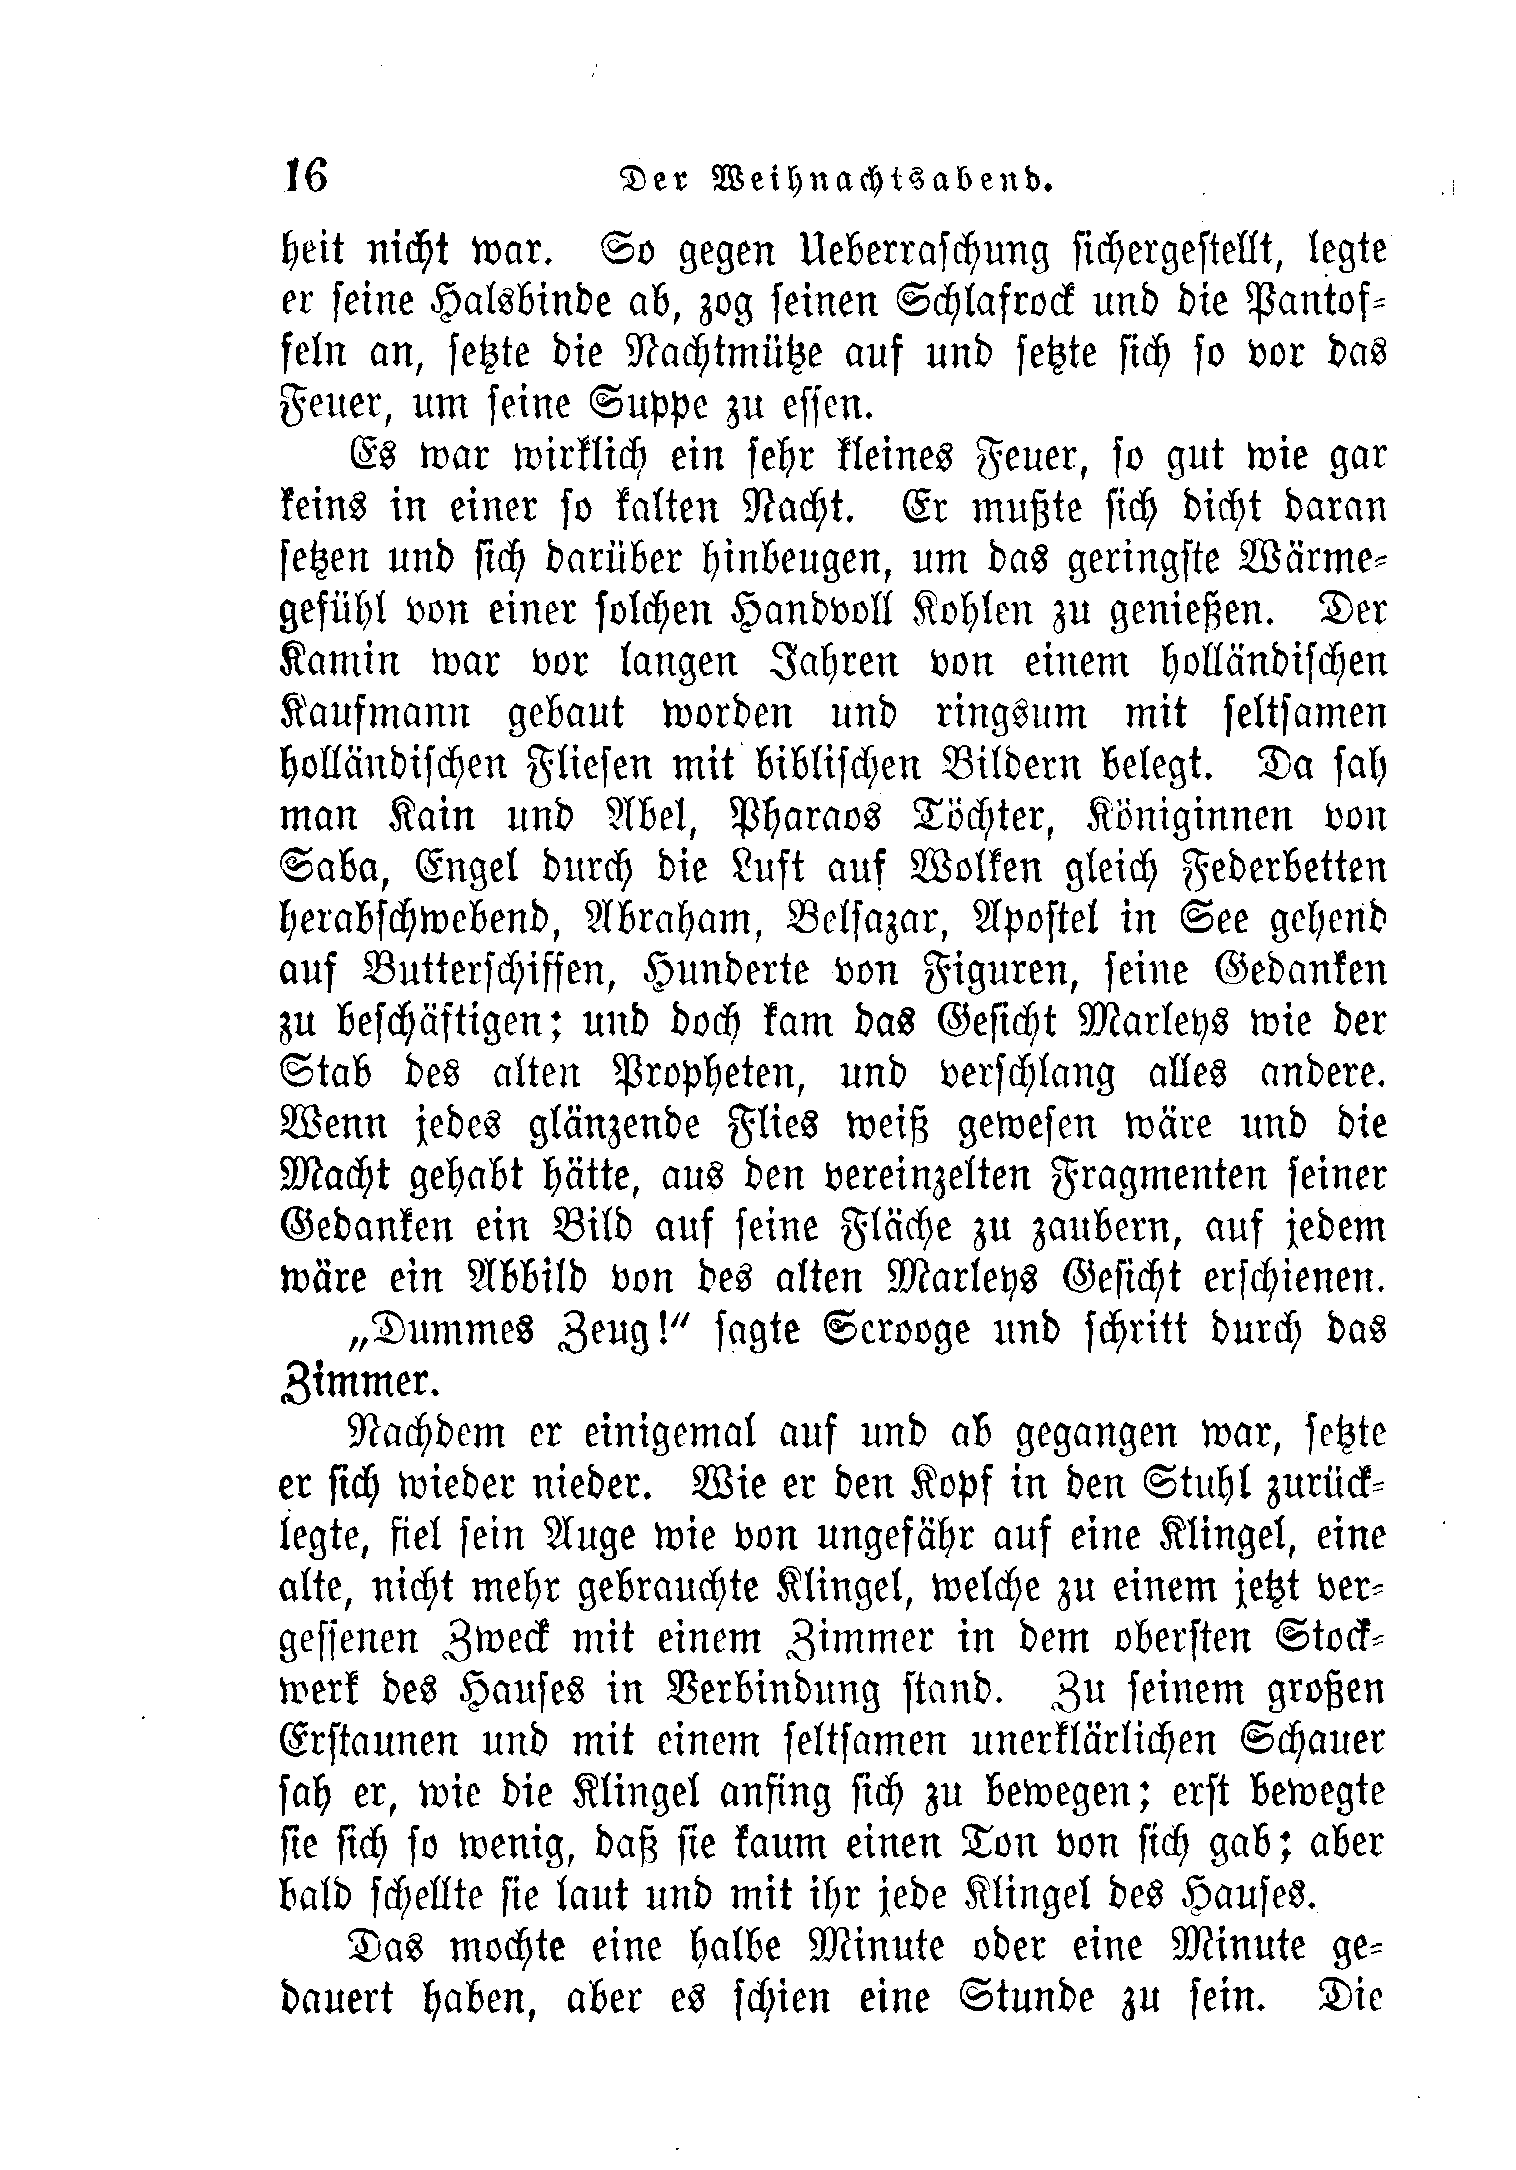 16 Der Weihnachtsabend.
heit nicht war. So gegen Ueberraschung sichergestellt, legte
er seine Halsbinde ab, zog seinen Schlafrock und die Pantof-
feln an, setzte die Nachtmütze auf und setzte sich so vor das
Feuer, um seine Suppe zu essen.
Es war wirklich ein sehr kleines Feuer, so gut wie gar
keins in einer so kalten Nacht. Er mußte sich dicht daran
setzen und sich darüber hinbeugen, um das geringste Wärme-
gefühl von einer solchen Handvoll Kohlen zu genießen. Der
Kamin war vor langen Jahren von einem holländischen
Kaufmann gebaut worden und ringsum mit seltsamen
holländischen Fliesen mit biblischen Bildern belegt. Da sah
man Kain und Abel, Pharaos Töchter, Königinnen von
Saba, Engel durch die Luft auf Wolken gleich Federbetten
herabschwebend, Abraham, Belsazar, Apostel in See gehend
auf Butterschiffen, Hunderte von Figuren, seine Gedanken
zu beschäftigen; und doch kam das Gesicht Marleys wie der
Stab des alten Propheten, und verschlang alles andere.
Wenn jedes glänzende Flies weiß gewesen wäre und die
Macht gehabt hätte, aus den vereinzelten Fragmenten seiner
Gedanken ein Bild auf seine Fläche zu zaubern, auf jedem
wäre ein Abbild von des alten Marleys Gesicht erschienen.
„Dummes Zeug!“ sagte Scrooge und schritt durch das
Zimmer.
Nachdem er einigemal auf und ab gegangen war, setzte
er sich wieder nieder. Wie er den Kopf in den Stuhl zurück-
legte, fiel sein Auge wie von ungefähr auf eine Klingel, eine
alte, nicht mehr gebrauchte Klingel, welche zu einem jetzt ver-
gessenen Zweck mit einem Zimmer in dem obersten Stock-
werk des Hauses in Verbindung stand. Zu seinem großen
Erstaunen und mit einem seltsamen unerklärlichen Schauer
sah er, wie die Klingel anfing sich zu bewegen; erst bewegte
sie sich so wenig, daß sie kaum einen Ton von sich gab; aber
bald schellte sie laut und mit ihr jede Klingel des Hauses.
Das mochte eine halbe Minute oder eine Minute ge-
dauert haben, aber es schien eine Stunde zu sein. Die